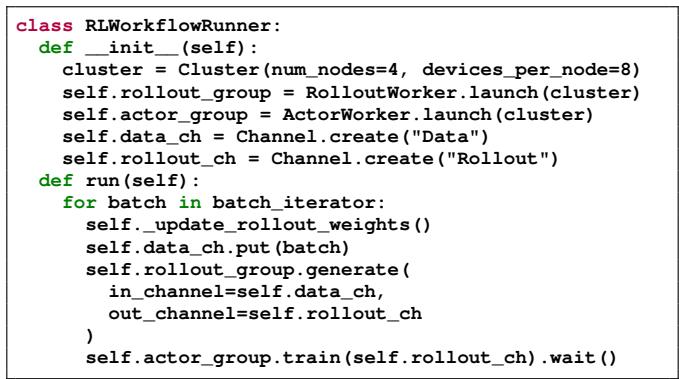 class RLWorkflowRunner:
  def __init__(self):
    cluster = Cluster(num_nodes=4, devices_per_node=8)
    self.rollout_group = RolloutWorker.launch(cluster)
    self.actor_group = ActorWorker.launch(cluster)
    self.data_ch = Channel.create("Data")
    self.rollout_ch = Channel.create("Rollout")
  def run(self):
    for batch in batch_iterator:
      self._update_rollout_weights()
      self.data_ch.put(batch)
      self.rollout_group.generate(
        in_channel=self.data_ch,
        out_channel=self.rollout_ch
      )
      self.actor_group.train(self.rollout_ch).wait()